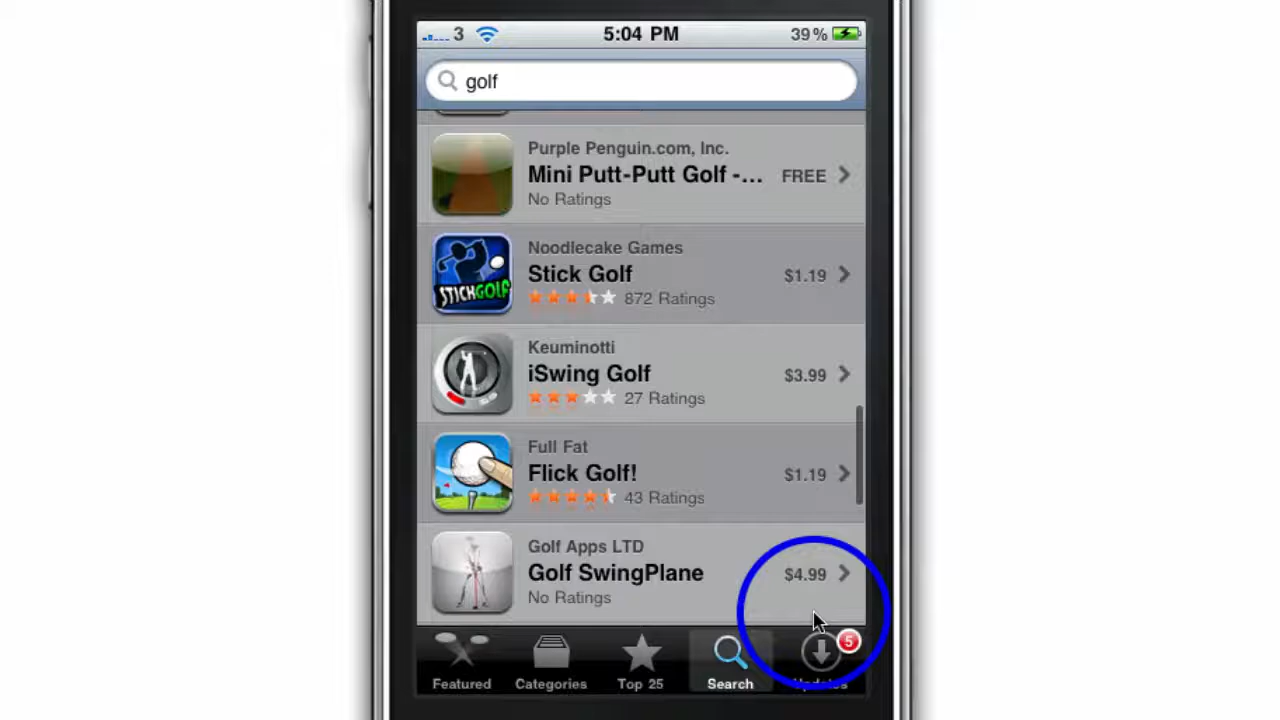 3 5:04 PM 39%
golf
Purple Penguin.com, Inc.
Mini Putt-Putt Golf -... FREE
No Ratings
Noodlecake Games
Stick Golf $1.19
872 Ratings
STICKGOLF
Keuminotti
iSwing Golf $3.99
27 Ratings
Full Fat
Flick Golf! $1.19
43 Ratings
Golf Apps LTD
Golf SwingPlane $4.99
No Ratings
5
Featured Categories Top 25 Search Updates